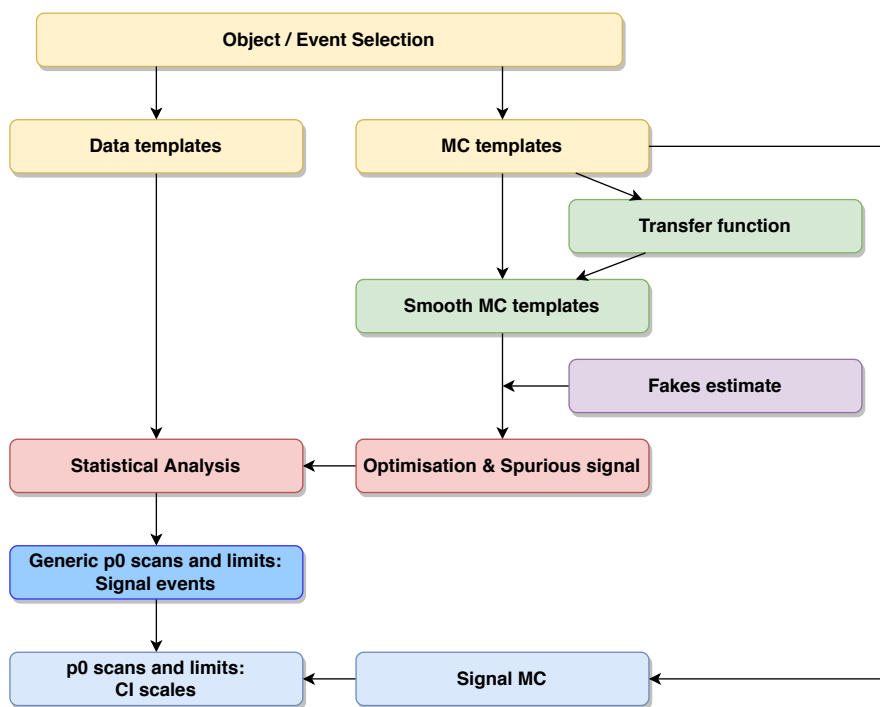 Object / Event Selection
Data templates
MC templates
Transfer function
Smooth MC templates
Fakes estimate
Statistical Analysis
Optimisation & Spurious signal
Generic p0 scans and limits:
Signal events
p0 scans and limits:
CI scales
Signal MC